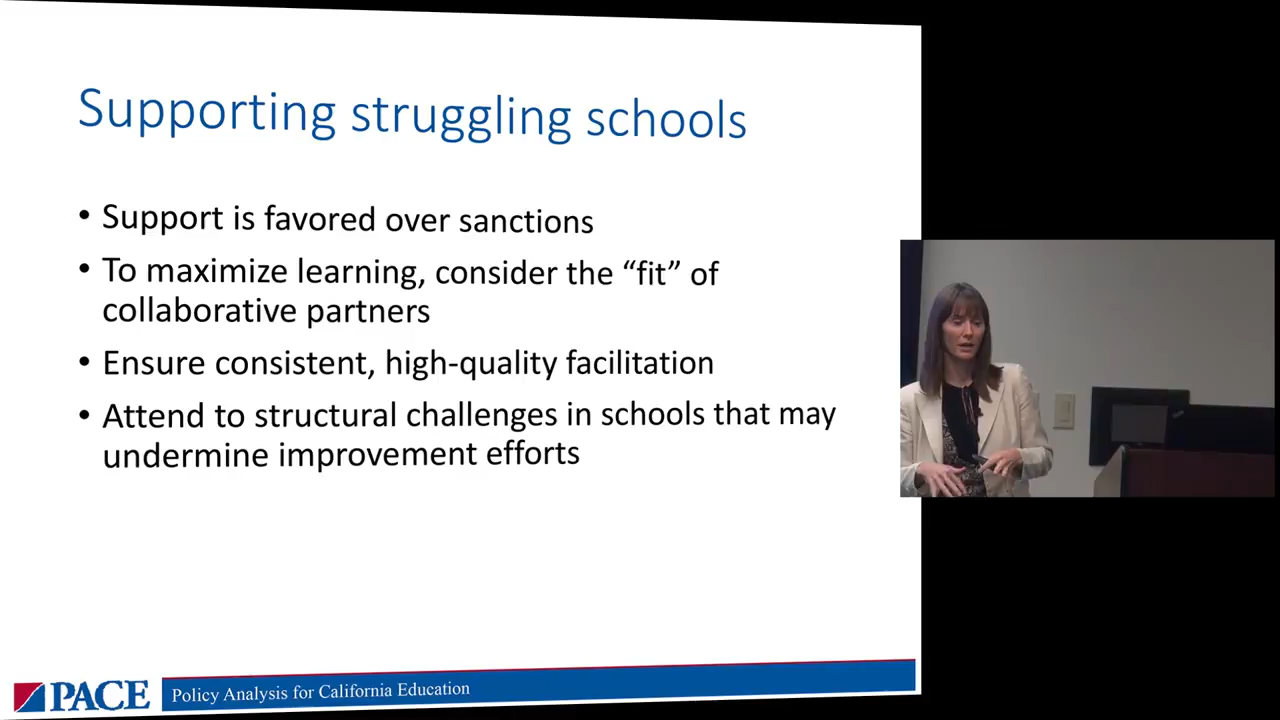 Supporting struggling schools
• Support is favored over sanctions
• To maximize learning, consider the “fit” of
collaborative partners
• Ensure consistent, high-quality facilitation
• Attend to structural challenges in schools that may
undermine improvement efforts
PACE
Policy Analysis for California Education